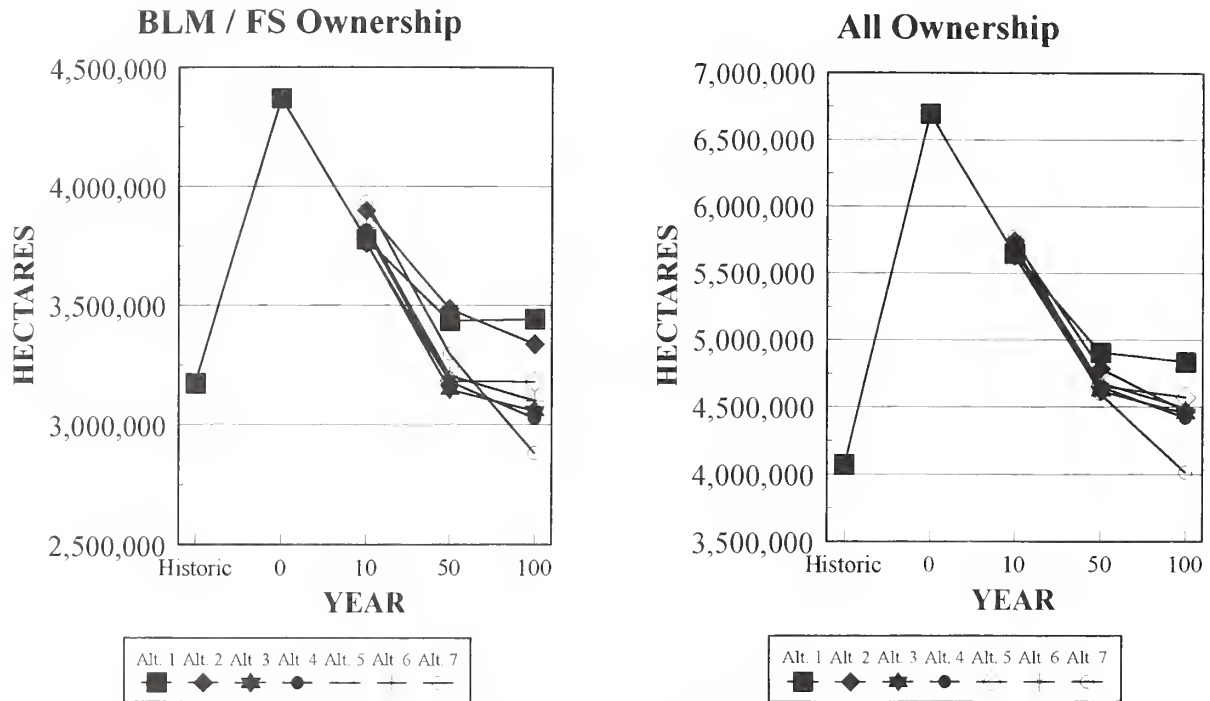 BLM / FS Ownership
4,500,000
4,000,000
3,500,000
3,000,000
2,500,000
HECTARES
Historic 0 10 50 100
YEAR
Alt. 1 Alt. 2 Alt 3 Alt 4 Alt. 5 Alt 6 Alt. 7
All Ownership
7,000,000
6,500,000
6,000,000
5,500,000
5,000,000
4,500,000
4,000,000
3,500,000
HECTARES
Historic 0 10 50 100
YEAR
Alt. 1 Alt 2 Alt. 3 Alt. 4 Alt. 5 Alt 6 Alt 7